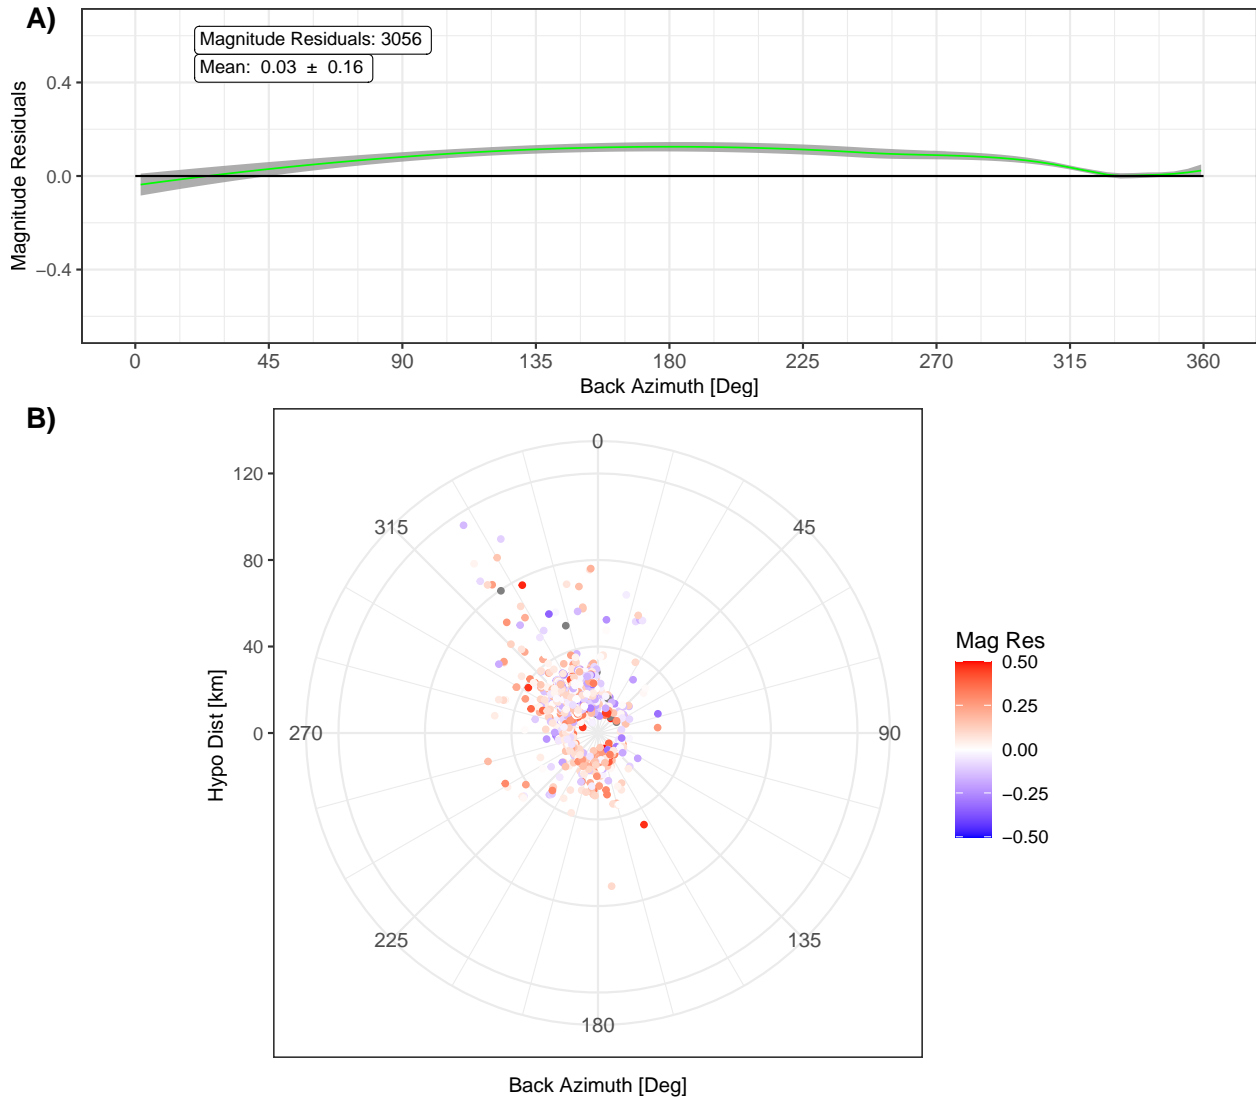 A)
Magnitude Residuals: 3056
Mean:  0.03  ±  0.16
Magnitude Residuals
0.4
0.0
−0.4
0 45 90 135 180 225 270 315 360
Back Azimuth [Deg]
B)
Hypo Dist [km]
120
80
40
0
0
45
90
135
180
225
270
315
Back Azimuth [Deg]
Mag Res
0.50
0.25
0.00
−0.25
−0.50